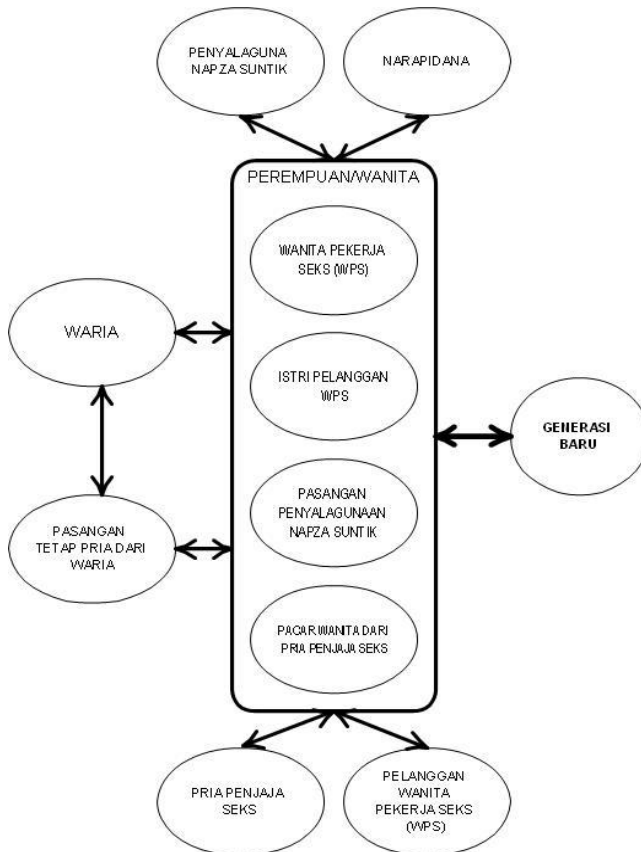 PENYALAGUNA
NAPZA SUNTIK
NARAPIDANA
PEREMPUAN/WANITA
WANITA PEKERJA
SEKS (WPS)
WARIA
ISTRI PELANGGAN
WPS
GENERASI
BARU
PASANGAN
PENYALAGUNAAN
NAPZA SUNTIK
PASANGAN
TETAP PRIA DARI
WARIA
PACAR WANITA DARI
PRIA PENJAJA SEKS
PRIA PENJAJA
SEKS
PELANGGAN
WANITA
PEKERJA SEKS
(WPS)